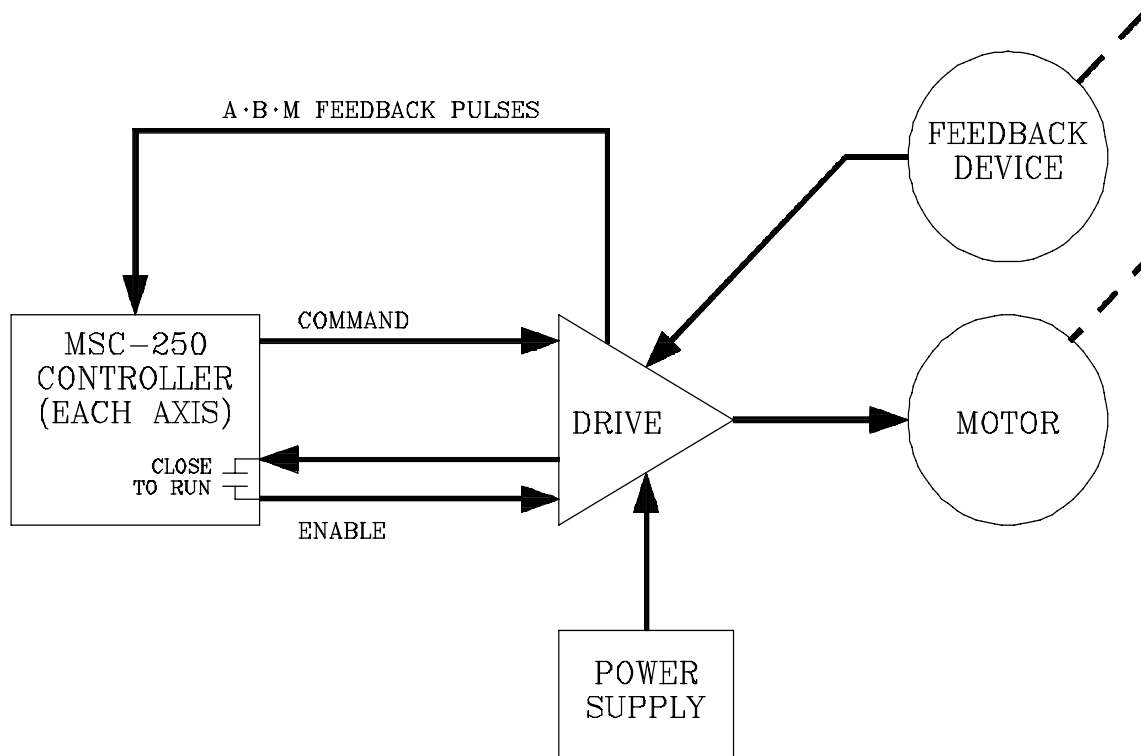 A·B·M FEEDBACK PULSES
FEEDBACK
DEVICE
COMMAND
MSC-250
CONTROLLER
(EACH AXIS)
DRIVE
MOTOR
CLOSE
TO RUN
ENABLE
POWER
SUPPLY